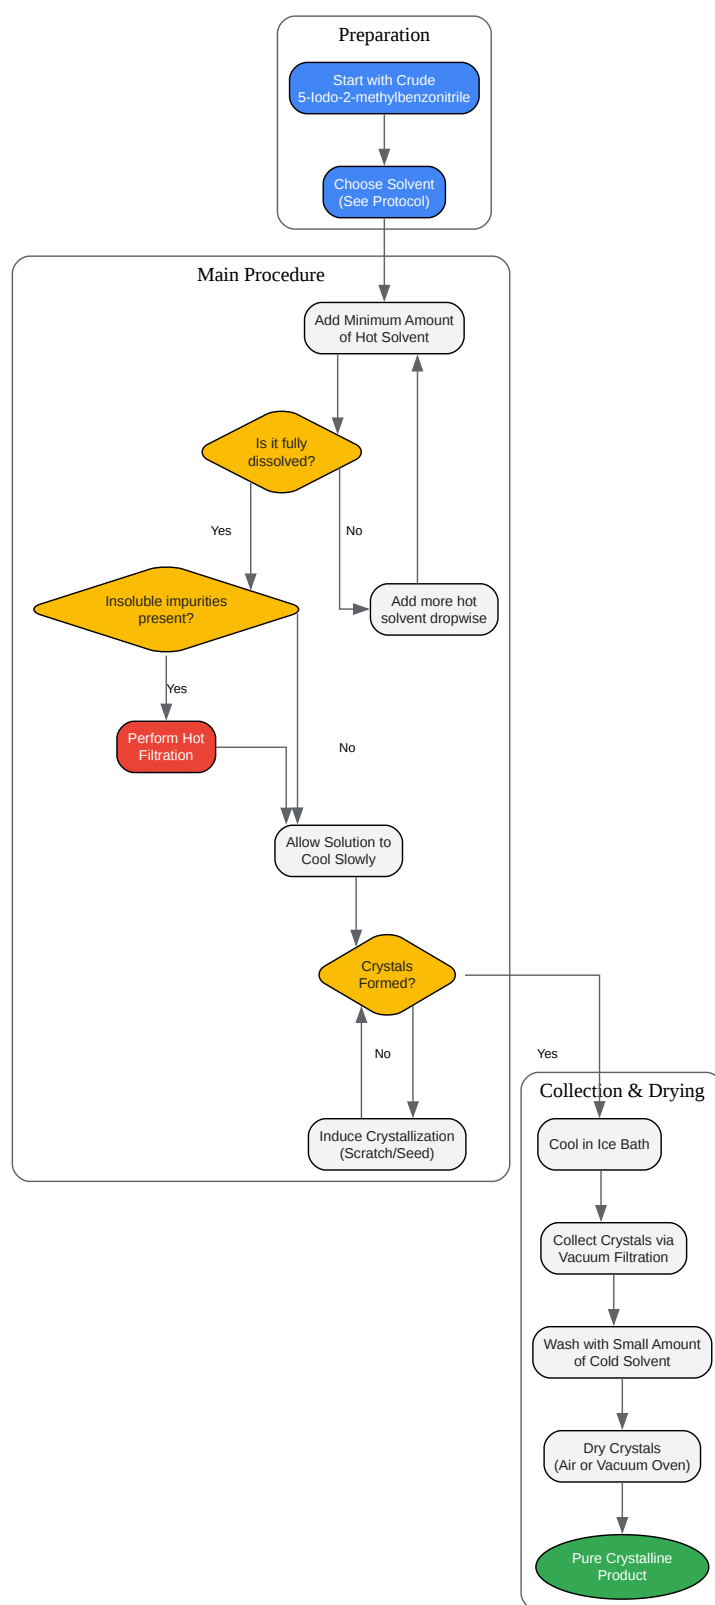 Preparation
Start with Crude
5-Iodo-2-methylbenzonitrile
Choose Solvent
(See Protocol)
Main Procedure
Add Minimum Amount
of Hot Solvent
Is it fully
dissolved?
Yes
No
Insoluble impurities
present?
Add more hot
solvent dropwise
Yes
Perform Hot
Filtration
No
Allow Solution to
Cool Slowly
Crystals
Formed?
No
Yes
Induce Crystallization
(Scratch/Seed)
Collection & Drying
Cool in Ice Bath
Collect Crystals via
Vacuum Filtration
Wash with Small Amount
of Cold Solvent
Dry Crystals
(Air or Vacuum Oven)
Pure Crystalline
Product